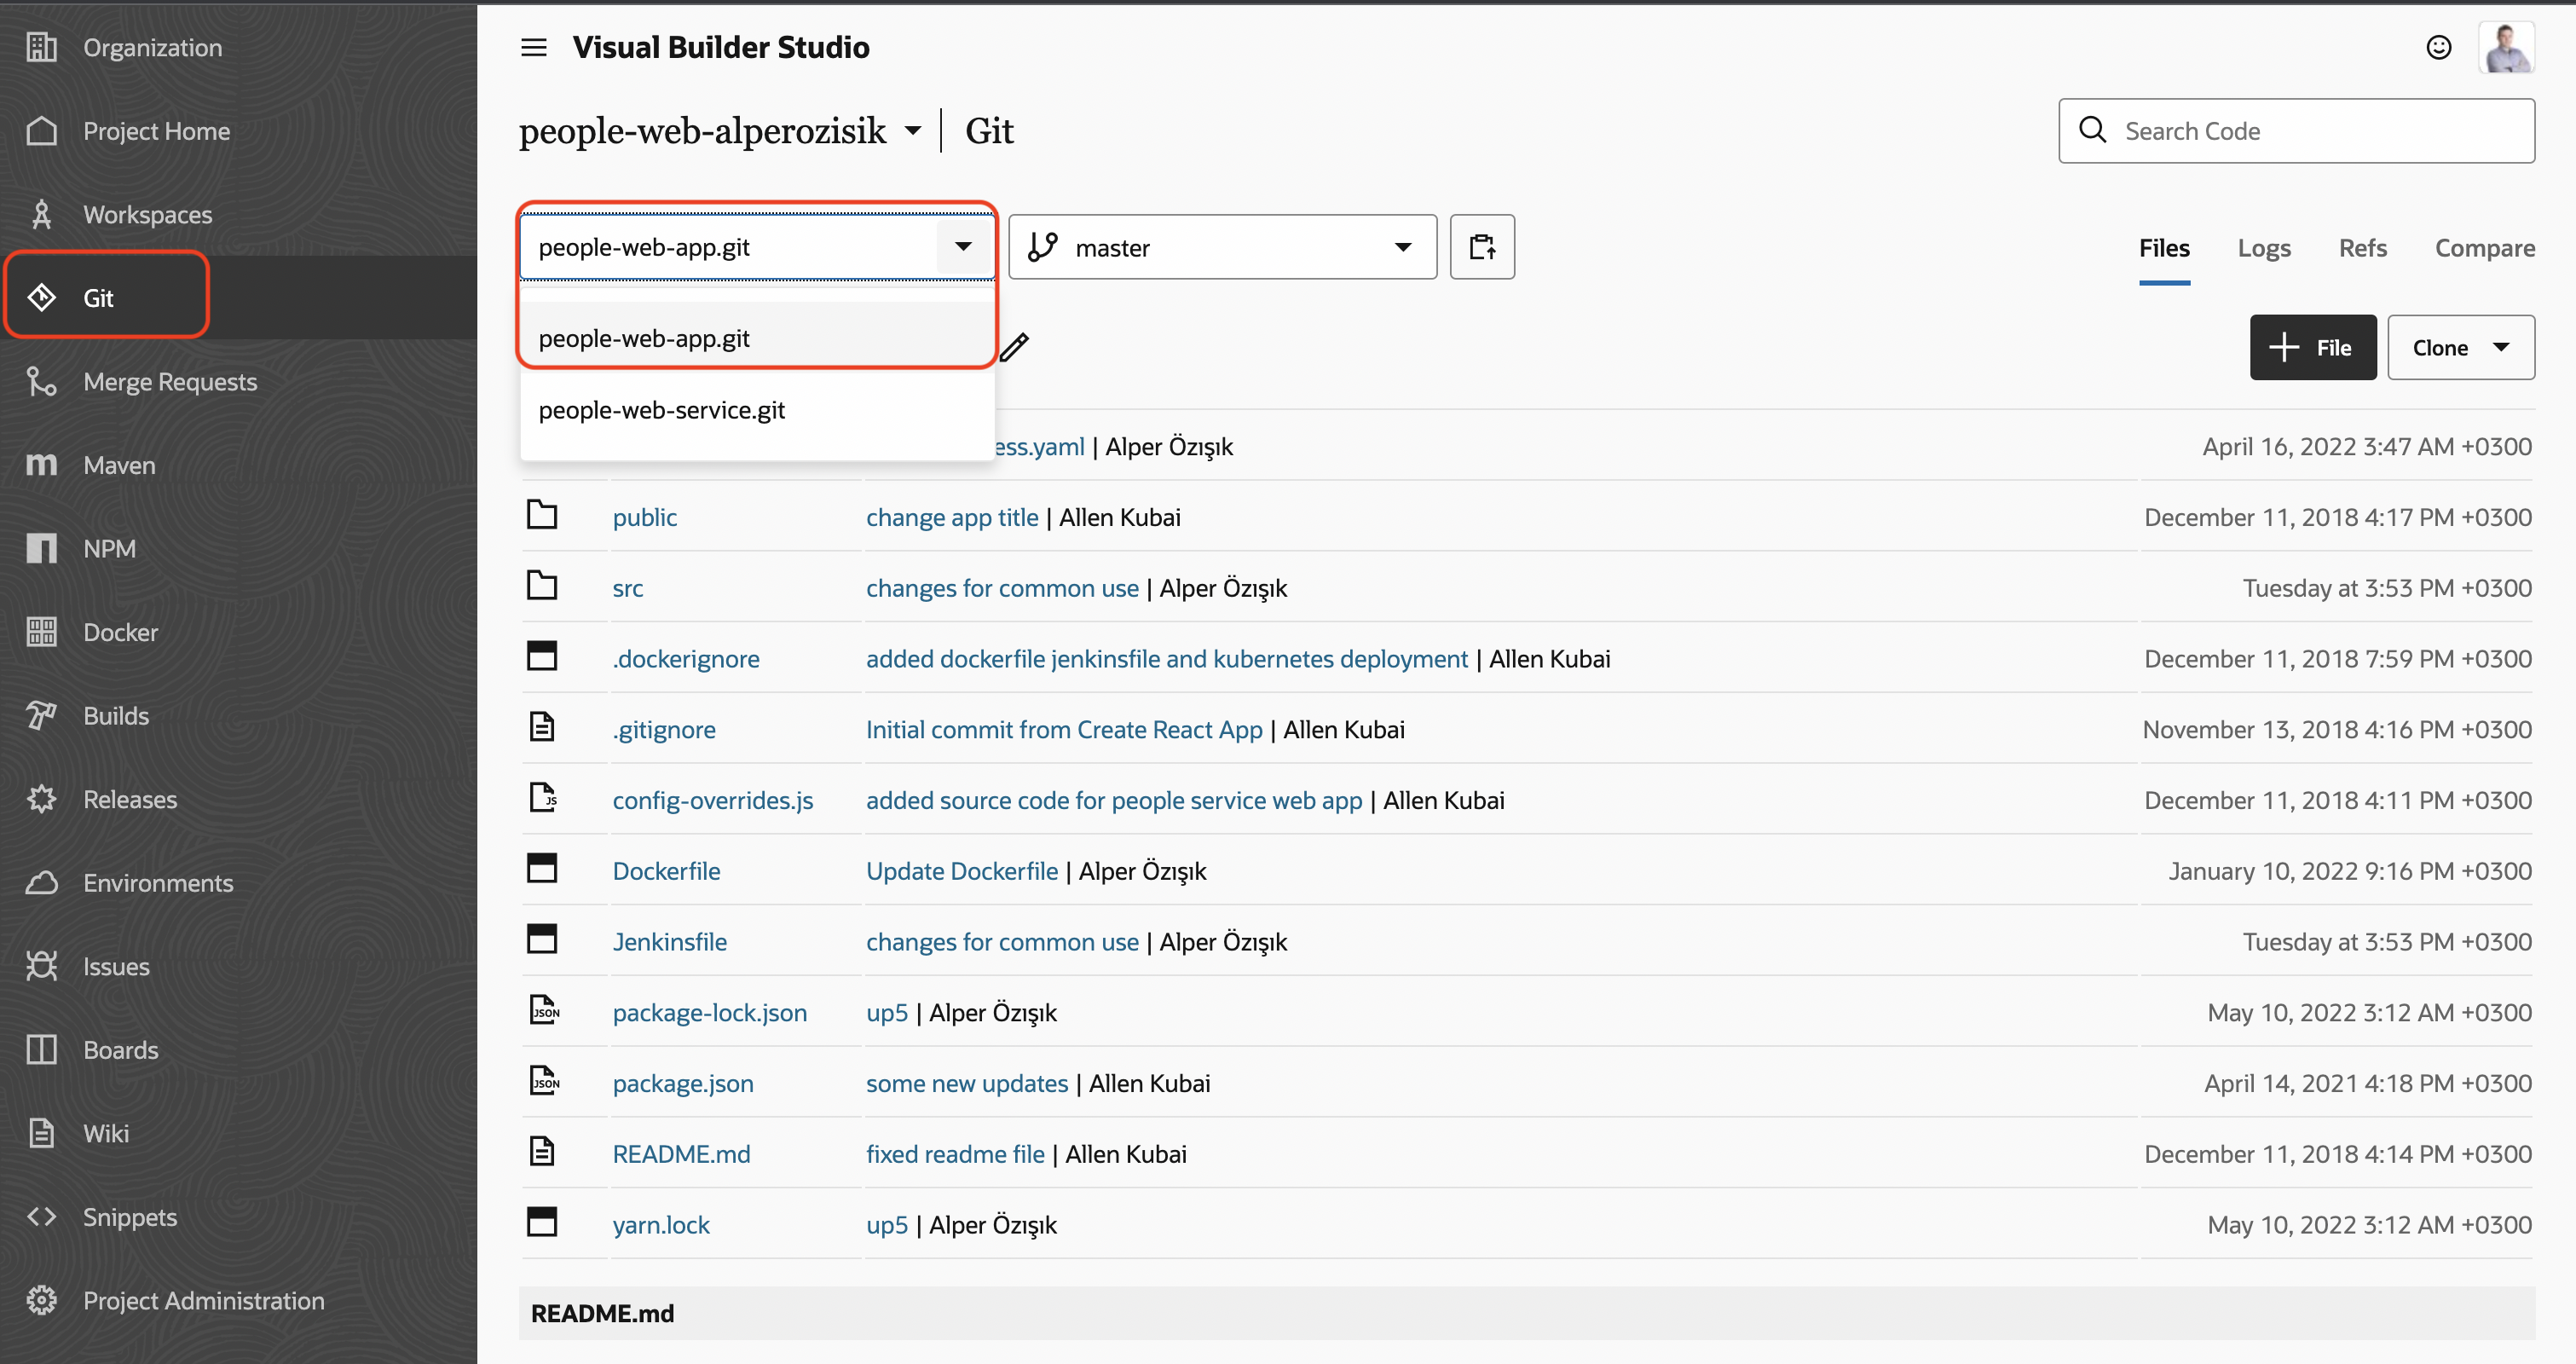 Organization
Project Home
Workspaces
Git
Merge Requests
Maven
NPM
Docker
Builds
Releases
Environments
Issues
Boards
Wiki
Snippets
Project Administration
Visual Builder Studio
people-web-alperozisik | Git
Search Code
people-web-app.git
master
Files Logs Refs Compare
people-web-app.git
File
Clone
people-web-service.git
ess.yaml | Alper Özışık April 16, 2022 3:47 AM +0300
public change app title | Allen Kubai December 11, 2018 4:17 PM +0300
src changes for common use | Alper Özışık Tuesday at 3:53 PM +0300
.dockerignore added dockerfile jenkinsfile and kubernetes deployment | Allen Kubai December 11, 2018 7:59 PM +0300
.gitignore Initial commit from Create React App | Allen Kubai November 13, 2018 4:16 PM +0300
JS config-overrides.js added source code for people service web app | Allen Kubai December 11, 2018 4:11 PM +0300
Dockerfile Update Dockerfile | Alper Özışık January 10, 2022 9:16 PM +0300
Jenkinsfile changes for common use | Alper Özışık Tuesday at 3:53 PM +0300
JSON package-lock.json up5 | Alper Özışık May 10, 2022 3:12 AM +0300
JSON package.json some new updates | Allen Kubai April 14, 2021 4:18 PM +0300
README.md fixed readme file | Allen Kubai December 11, 2018 4:14 PM +0300
yarn.lock up5 | Alper Özışık May 10, 2022 3:12 AM +0300
README.md